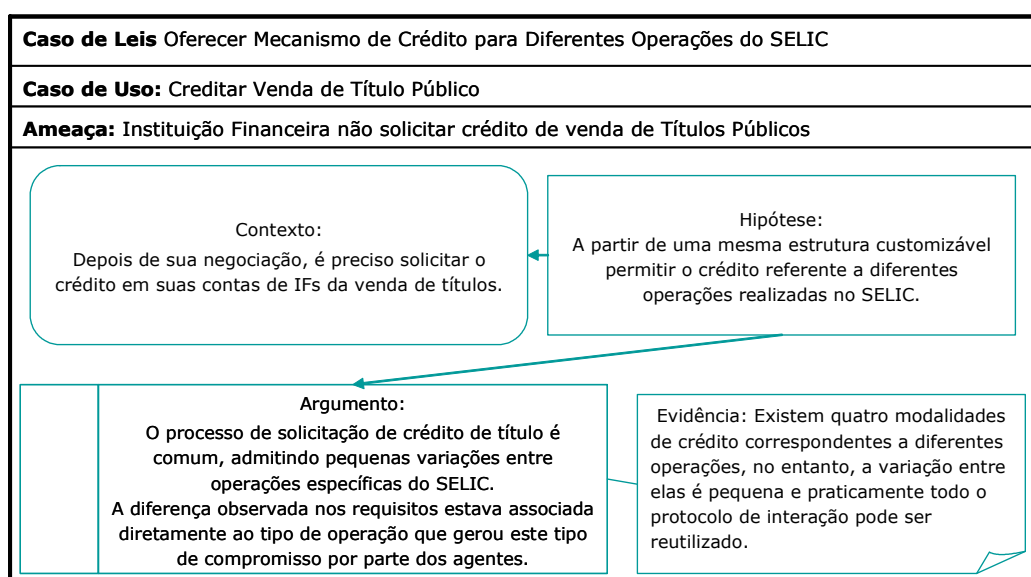 Caso de Leis Oferecer Mecanismo de Crédito para Diferentes Operações do SELIC
Caso de Uso: Creditar Venda de Título Público
Ameaça: Instituição Financeira não solicitar crédito de venda de Títulos Públicos
Contexto:
Depois de sua negociação, é preciso solicitar o
crédito em suas contas de IFs da venda de títulos.
Hipótese:
A partir de uma mesma estrutura customizável
permitir o crédito referente a diferentes
operações realizadas no SELIC.
Argumento:
O processo de solicitação de crédito de título é
comum, admitindo pequenas variações entre
operações específicas do SELIC.
A diferença observada nos requisitos estava associada
diretamente ao tipo de operação que gerou este tipo
de compromisso por parte dos agentes.
Evidência: Existem quatro modalidades
de crédito correspondentes a diferentes
operações, no entanto, a variação entre
elas é pequena e praticamente todo o
protocolo de interação pode ser
reutilizado.